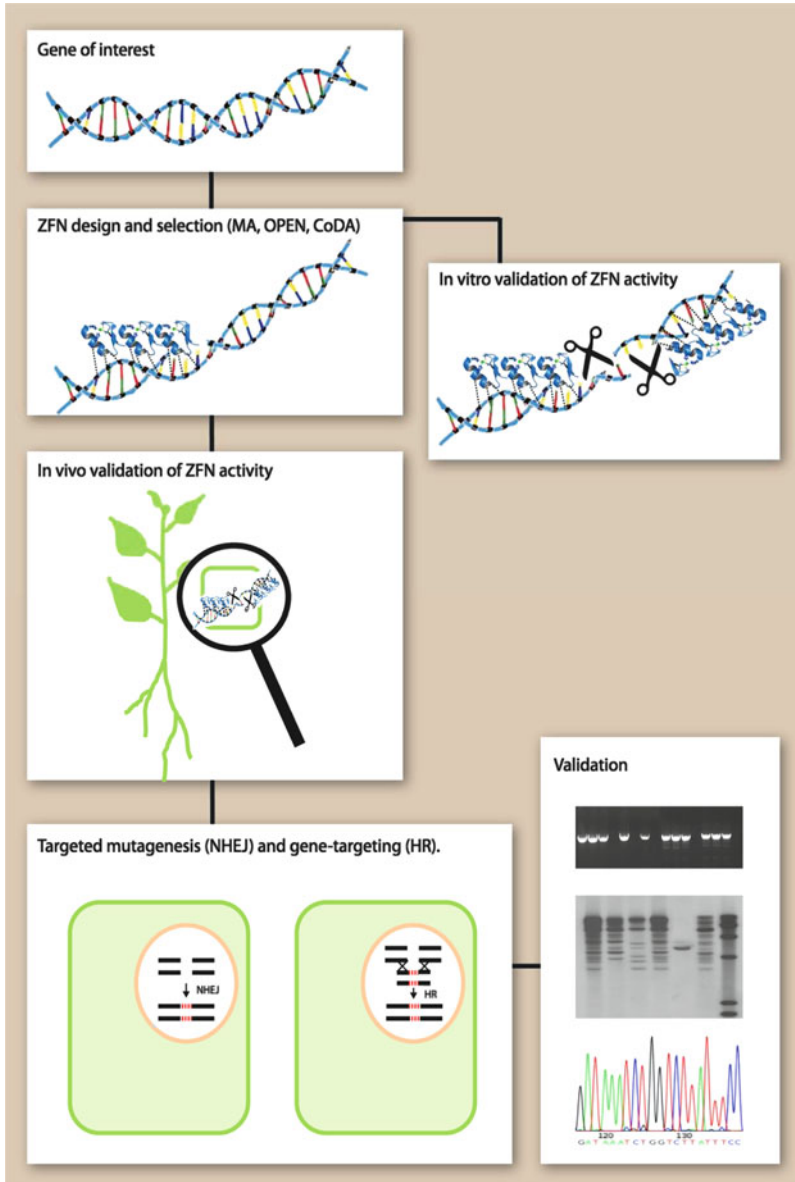 Gene of interest
ZFN design and selection (MA, OPEN, CoDA)
In vitro validation of ZFN activity
In vivo validation of ZFN activity
Targeted mutagenesis (NHEJ) and gene-targeting (HR).
NHEJ
HR
Validation
120 130
GATAAATCTGGTCTTATTTCC